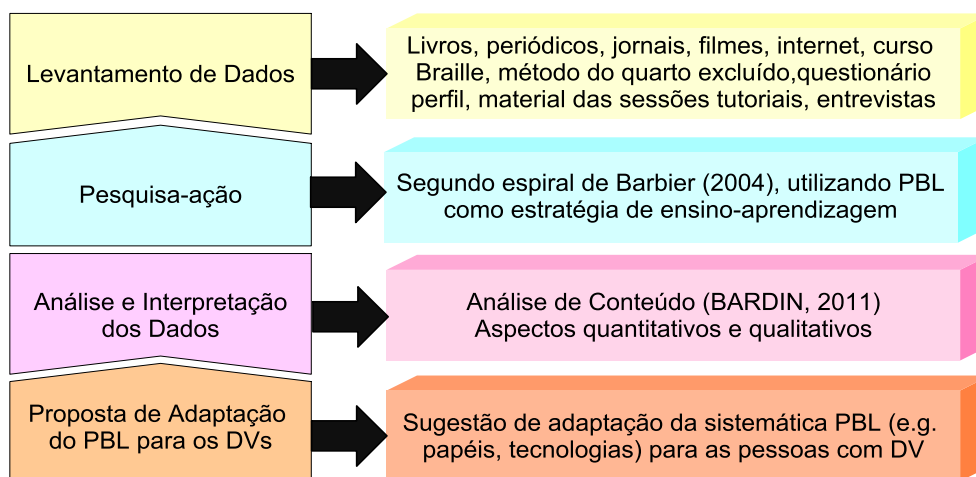 Levantamento de Dados
Livros, periódicos, jornais, filmes, internet, curso
Braille, método do quarto excluído,questionário
perfil, material das sessões tutoriais, entrevistas
Pesquisa-ação
Segundo espiral de Barbier (2004), utilizando PBL
como estratégia de ensino-aprendizagem
Análise e Interpretação
dos Dados
Análise de Conteúdo (BARDIN, 2011)
Aspectos quantitativos e qualitativos
Proposta de Adaptação
do PBL para os DVs
Sugestão de adaptação da sistemática PBL (e.g.
papéis, tecnologias) para as pessoas com DV